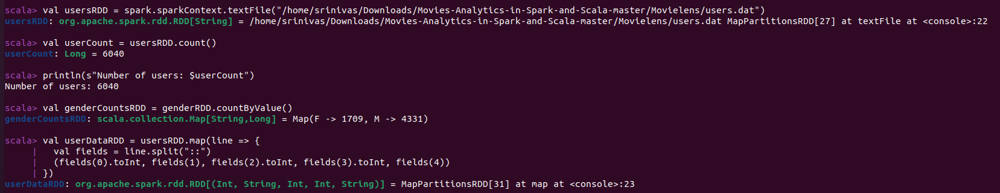 scala> val usersRDD = spark.sparkContext.textFile("/home/srinivas/Downloads/Movies-Analytics-in-Spark-and-Scala-master/Movielens/users.dat")
usersRDD: org.apache.spark.rdd.RDD[String] = /home/srinivas/Downloads/Movies-Analytics-in-Spark-and-Scala-master/Movielens/users.dat MapPartitionsRDD[27] at textFile at <console>:22
scala> val userCount = usersRDD.count()
userCount: Long = 6040
scala> println(s"Number of users: $userCount")
Number of users: 6040
scala> val genderCountsRDD = genderRDD.countByValue()
genderCountsRDD: scala.collection.Map[String,Long] = Map(F -> 1709, M -> 4331)
scala> val userDataRDD = usersRDD.map(line => {
     |   val fields = line.split("::")
     |   (fields(0).toInt, fields(1), fields(2).toInt, fields(3).toInt, fields(4))
     | })
userDataRDD: org.apache.spark.rdd.RDD[(Int, String, Int, Int, String)] = MapPartitionsRDD[31] at map at <console>:23